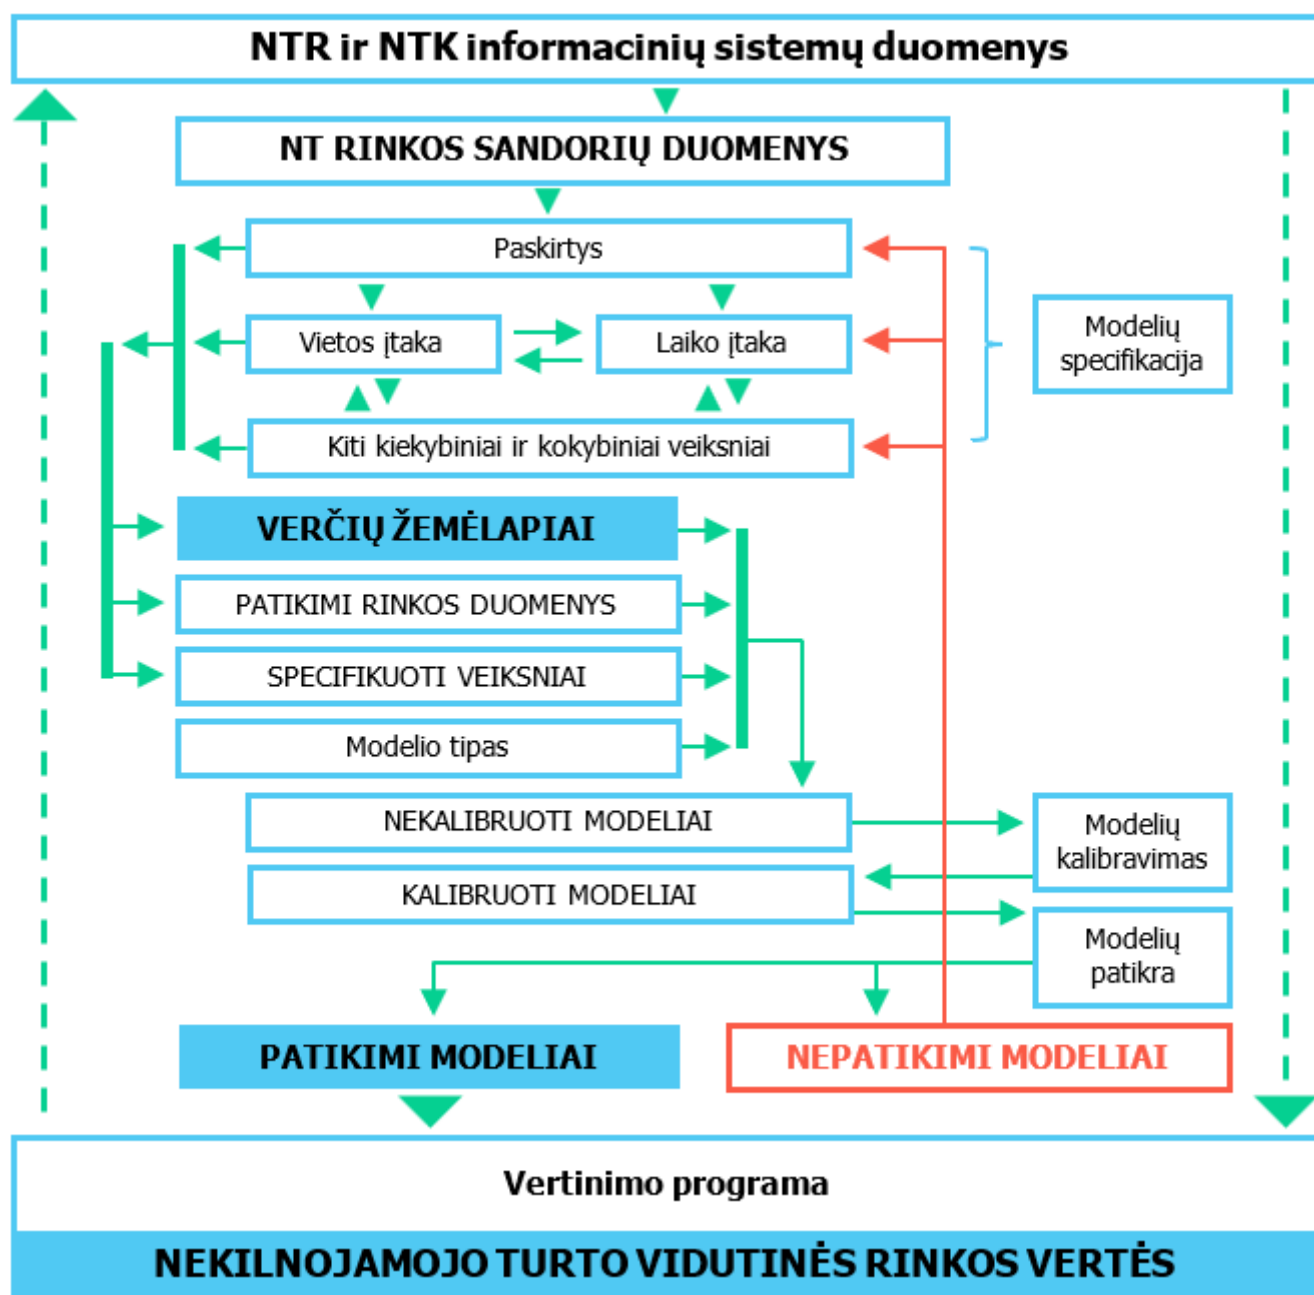 NTR ir NTK informacinių sistemų duomenys
NT RINKOS SANDORIŲ DUOMENYS
Paskirtys
Vietos įtaka
Laiko įtaka
Modelių
specifikacija
Kiti kiekybiniai ir kokybiniai veiksniai
VERČIŲ ŽEMĖLAPIAI
PATIKIMI RINKOS DUOMENYS
SPECIFIKUOTI VEIKSNIAI
Modelio tipas
NEKALIBRUOTI MODELIAI
Modelių
kalibravimas
KALIBRUOTI MODELIAI
Modelių
patikra
PATIKIMI MODELIAI
NEPATIKIMI MODELIAI
Vertinimo programa
NEKILNOJAMOJO TURTO VIDUTINĖS RINKOS VERTĖS